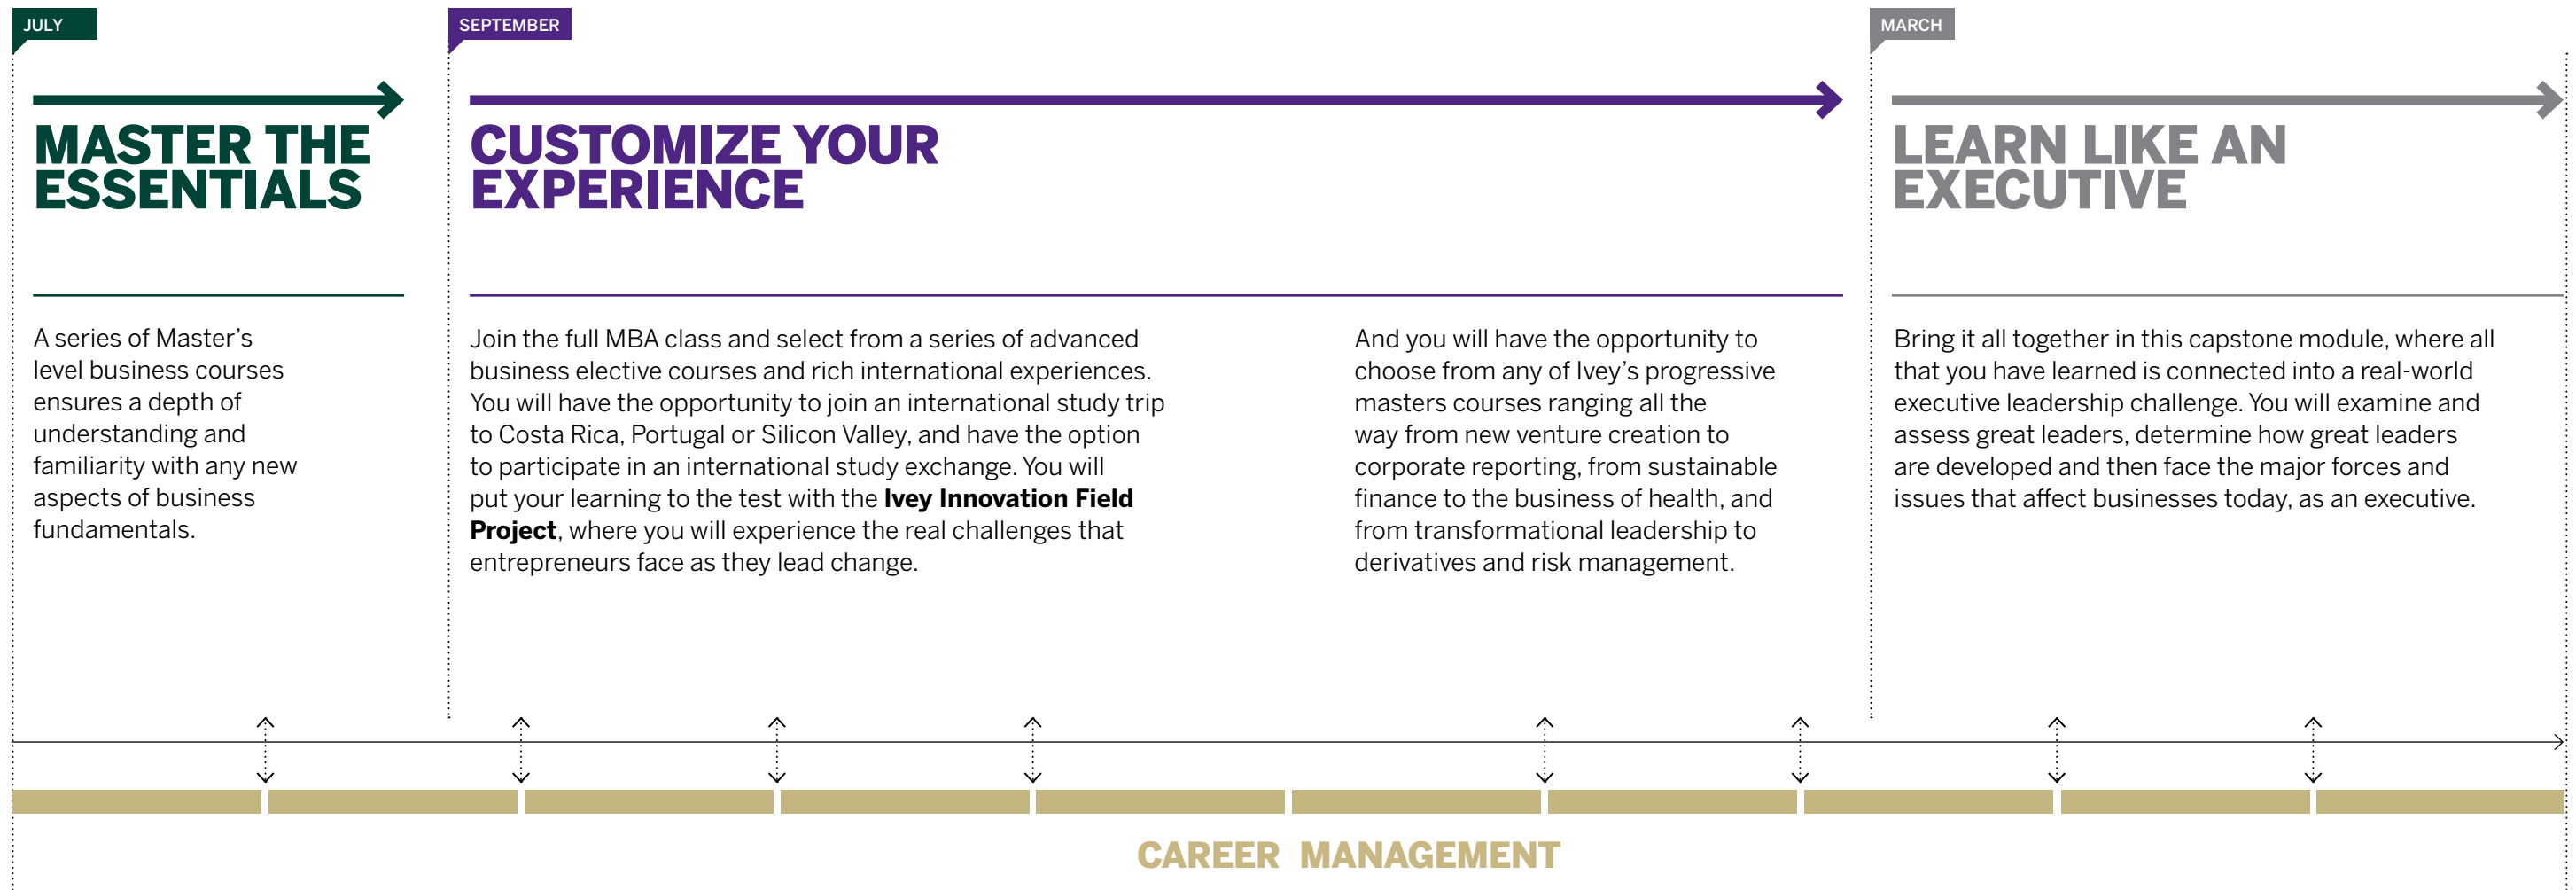 JULY
MASTER THE
ESSENTIALS
A series of Master’s
level business courses
ensures a depth of
understanding and
familiarity with any new
aspects of business
fundamentals.
SEPTEMBER
CUSTOMIZE YOUR
EXPERIENCE
Join the full MBA class and select from a series of advanced
business elective courses and rich international experiences.
You will have the opportunity to join an international study trip
to Costa Rica, Portugal or Silicon Valley, and have the option
to participate in an international study exchange. You will
put your learning to the test with the Ivey Innovation Field
Project, where you will experience the real challenges that
entrepreneurs face as they lead change.
And you will have the opportunity to
choose from any of Ivey’s progressive
masters courses ranging all the
way from new venture creation to
corporate reporting, from sustainable
finance to the business of health, and
from transformational leadership to
derivatives and risk management.
MARCH
LEARN LIKE AN
EXECUTIVE
Bring it all together in this capstone module, where all
that you have learned is connected into a real-world
executive leadership challenge. You will examine and
assess great leaders, determine how great leaders
are developed and then face the major forces and
issues that affect businesses today, as an executive.
CAREER MANAGEMENT